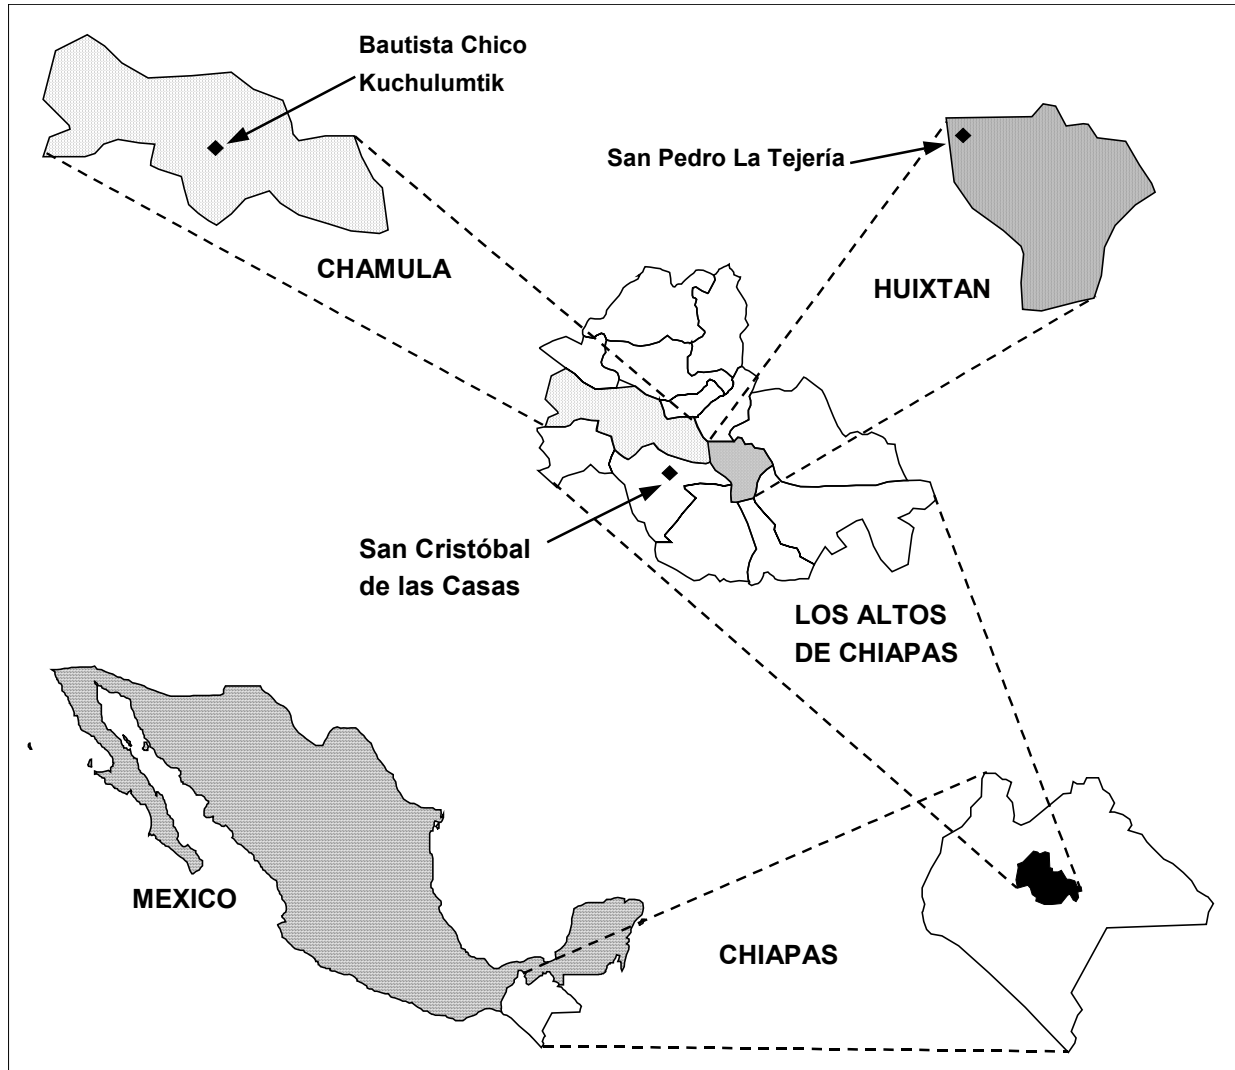 Bautista Chico
Kuchulumtik
San Pedro La Tejería
CHAMULA
HUIXTAN
San Cristóbal
de las Casas
LOS ALTOS
DE CHIAPAS
MEXICO
CHIAPAS